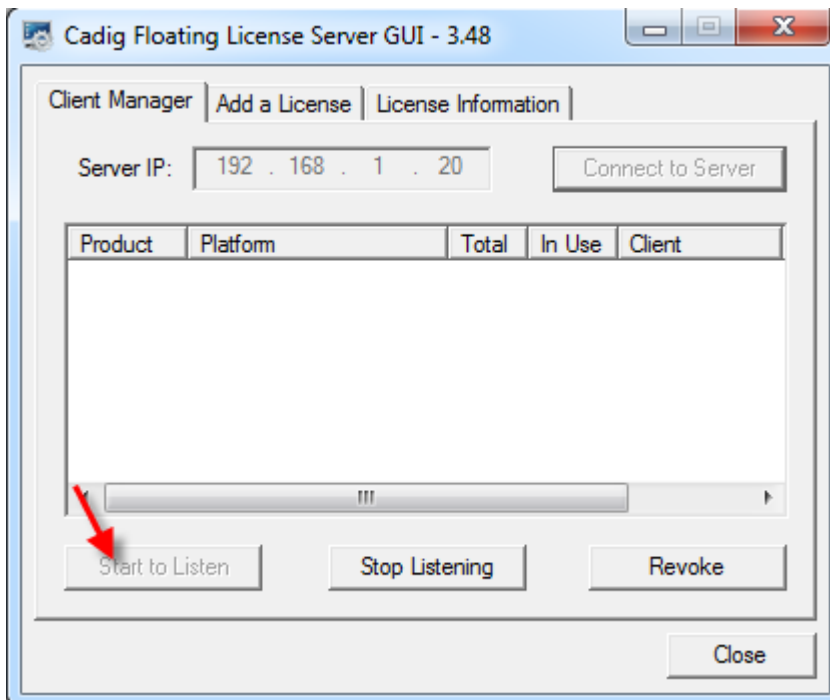 Cadig Floating License Server GUI - 3.48
Client Manager Add a License License Information
Server IP: 192 . 168 . 1 . 20 Connect to Server
Product Platform Total In Use Client
Start to Listen Stop Listening Revoke
Close